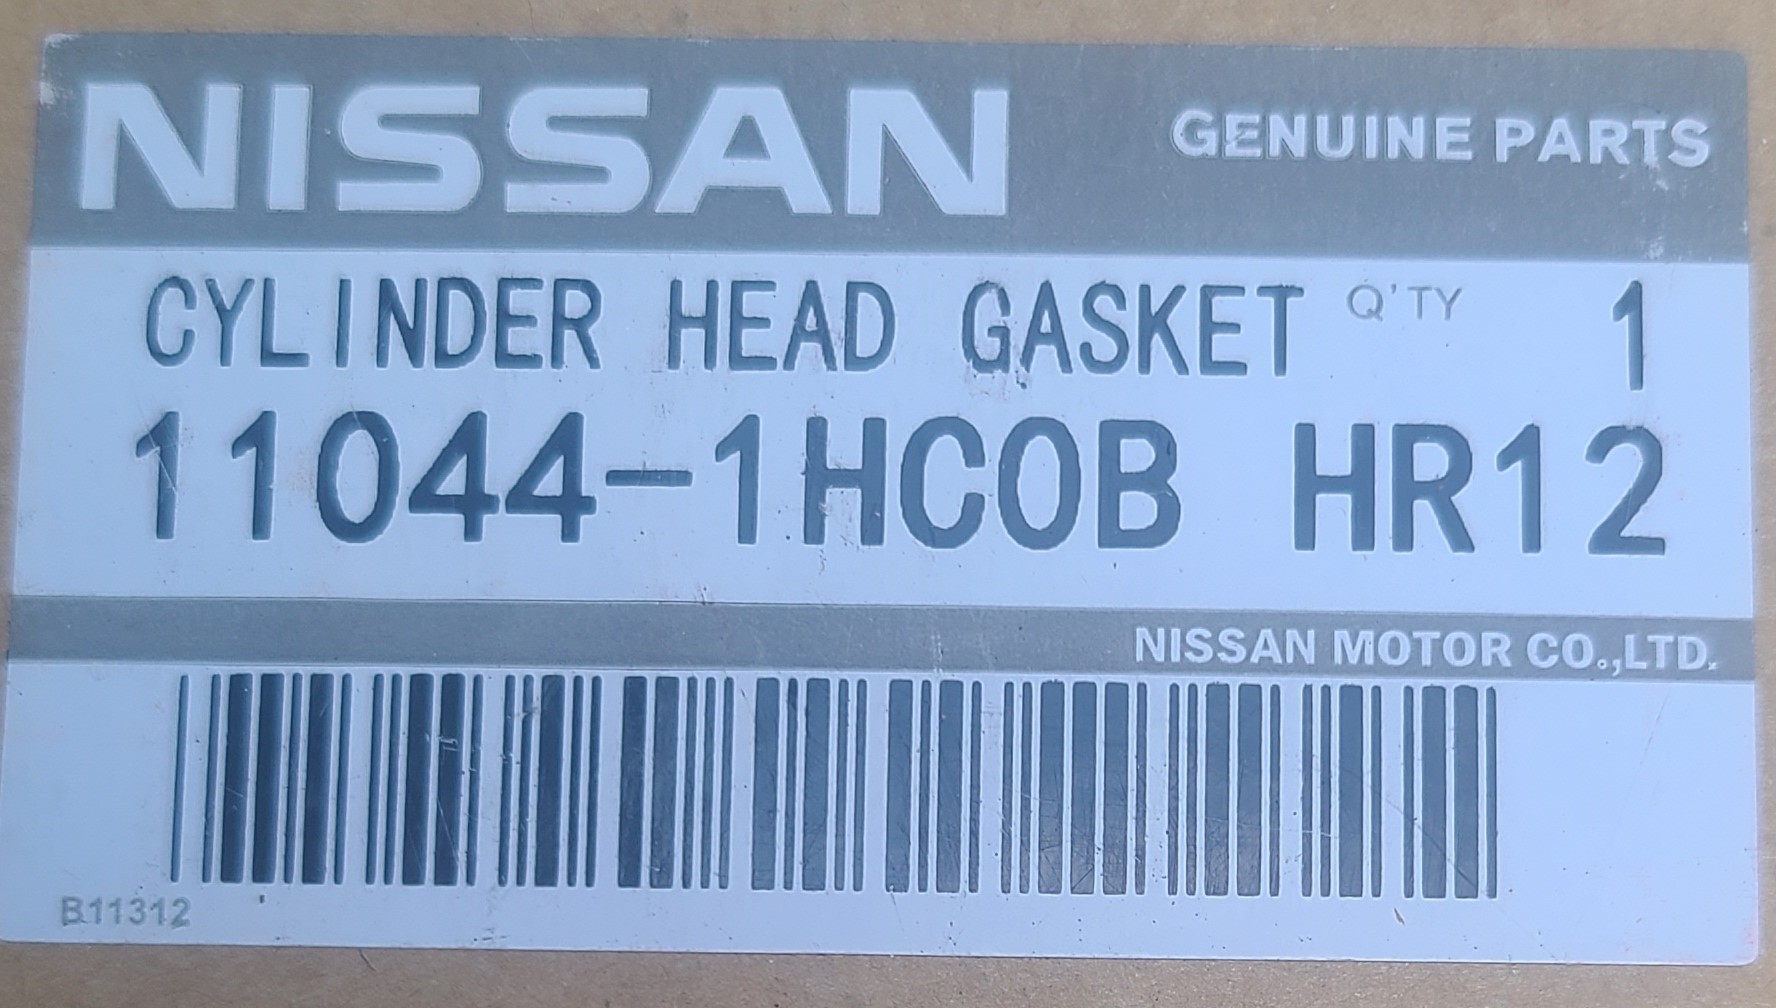 NISSAN GENUINE PARTS
CYLINDER HEAD GASKET Q'TY 1
11044-1HC0B HR12
NISSAN MOTOR CO.,LTD.
B11312